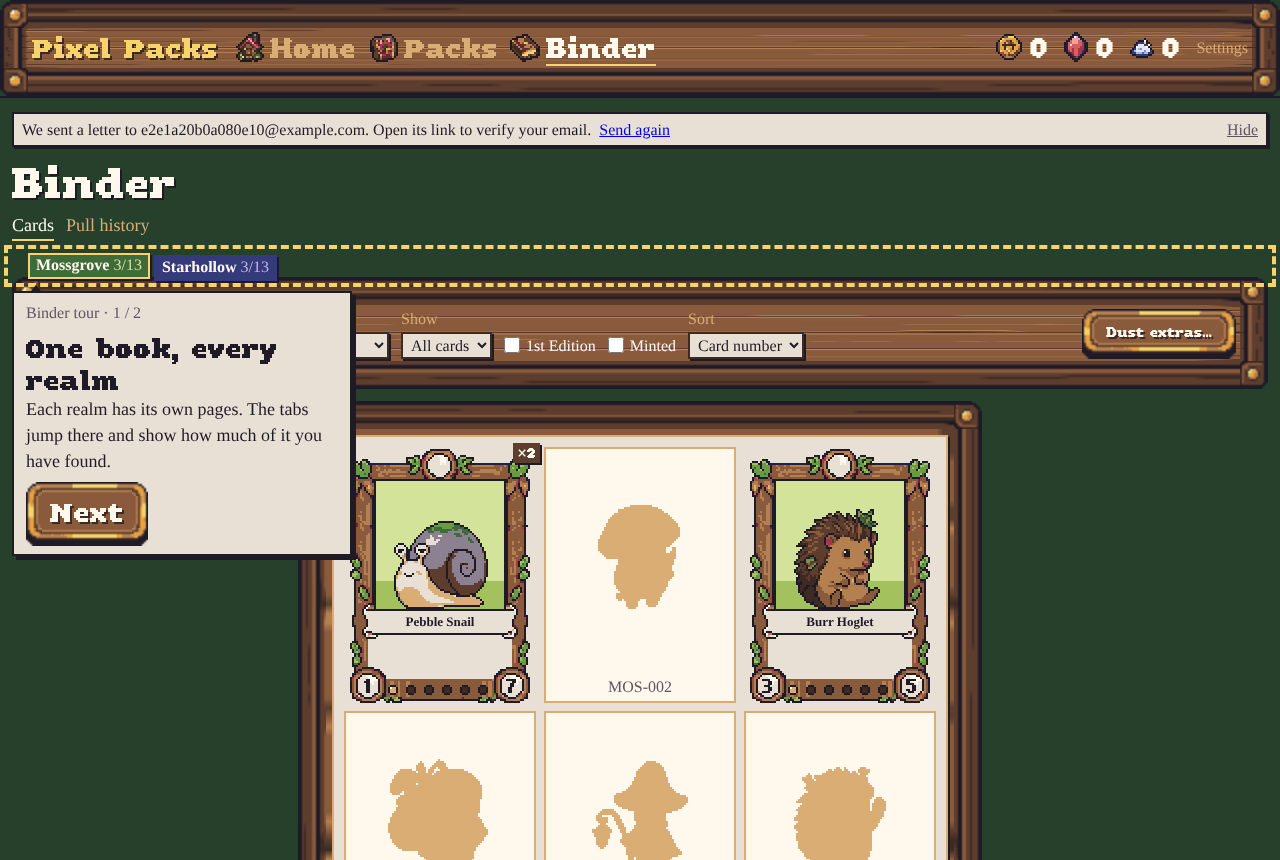 Pixel Packs Home Packs Binder 0 0 0 Settings
We sent a letter to e2e1a20b0a080e10@example.com. Open its link to verify your email. Send again Hide
Binder
Cards Pull history
Mossgrove 3/13 Starhollow 3/13
Binder tour · 1 / 2
One book, every
realm
Each realm has its own pages. The tabs
jump there and show how much of it you
have found.
Next
Show Sort
All cards 1st Edition Minted Card number Dust extras…
×2
Pebble Snail Burr Hoglet
1 7 MOS-002 3 5